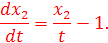 dx₂/dt = x₂/t − 1.